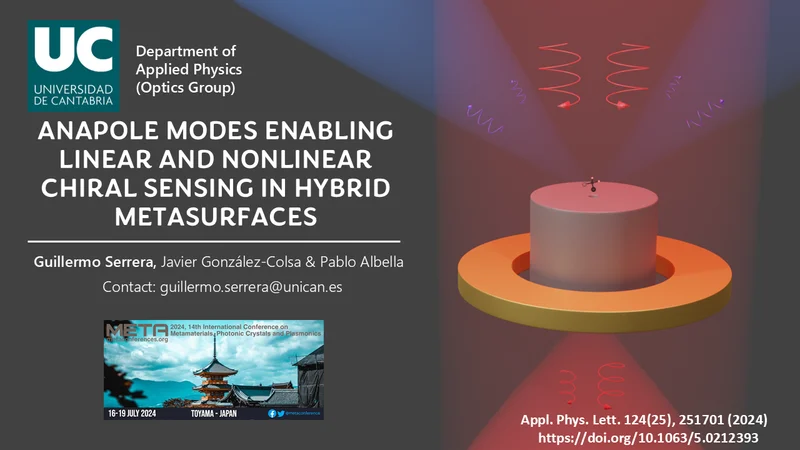 UC
UNIVERSIDAD
DE CANTABRIA
Department of
Applied Physics
(Optics Group)
ANAPOLE MODES ENABLING
LINEAR AND NONLINEAR
CHIRAL SENSING IN HYBRID
METASURFACES
Guillermo Serrera, Javier González-Colsa & Pablo Albella
Contact: guillermo.serrera@unican.es
META
2024, 14th International Conference on
Metamaterials, Photonic Crystals and Plasmonics
16-19 JULY 2024
TOYAMA - JAPAN
Appl. Phys. Lett. 124(25), 251701 (2024)
https://doi.org/10.1063/5.0212393